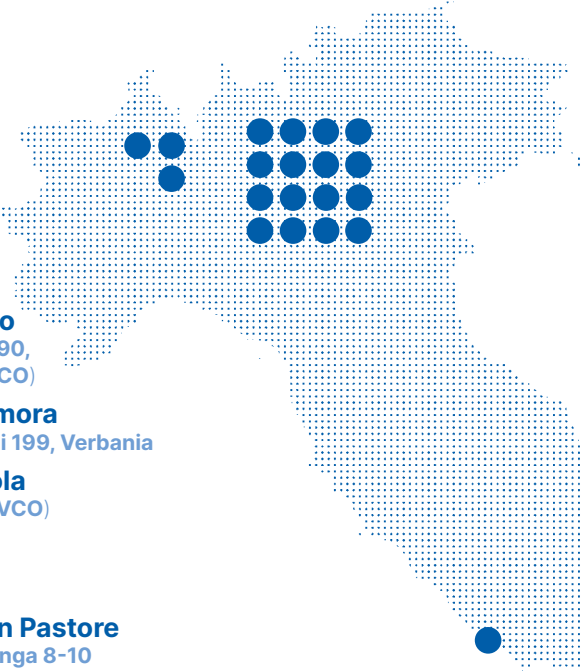 o
90,
CO)
mora
i 199, Verbania
ola
VCO)
n Pastore
nga 8-10